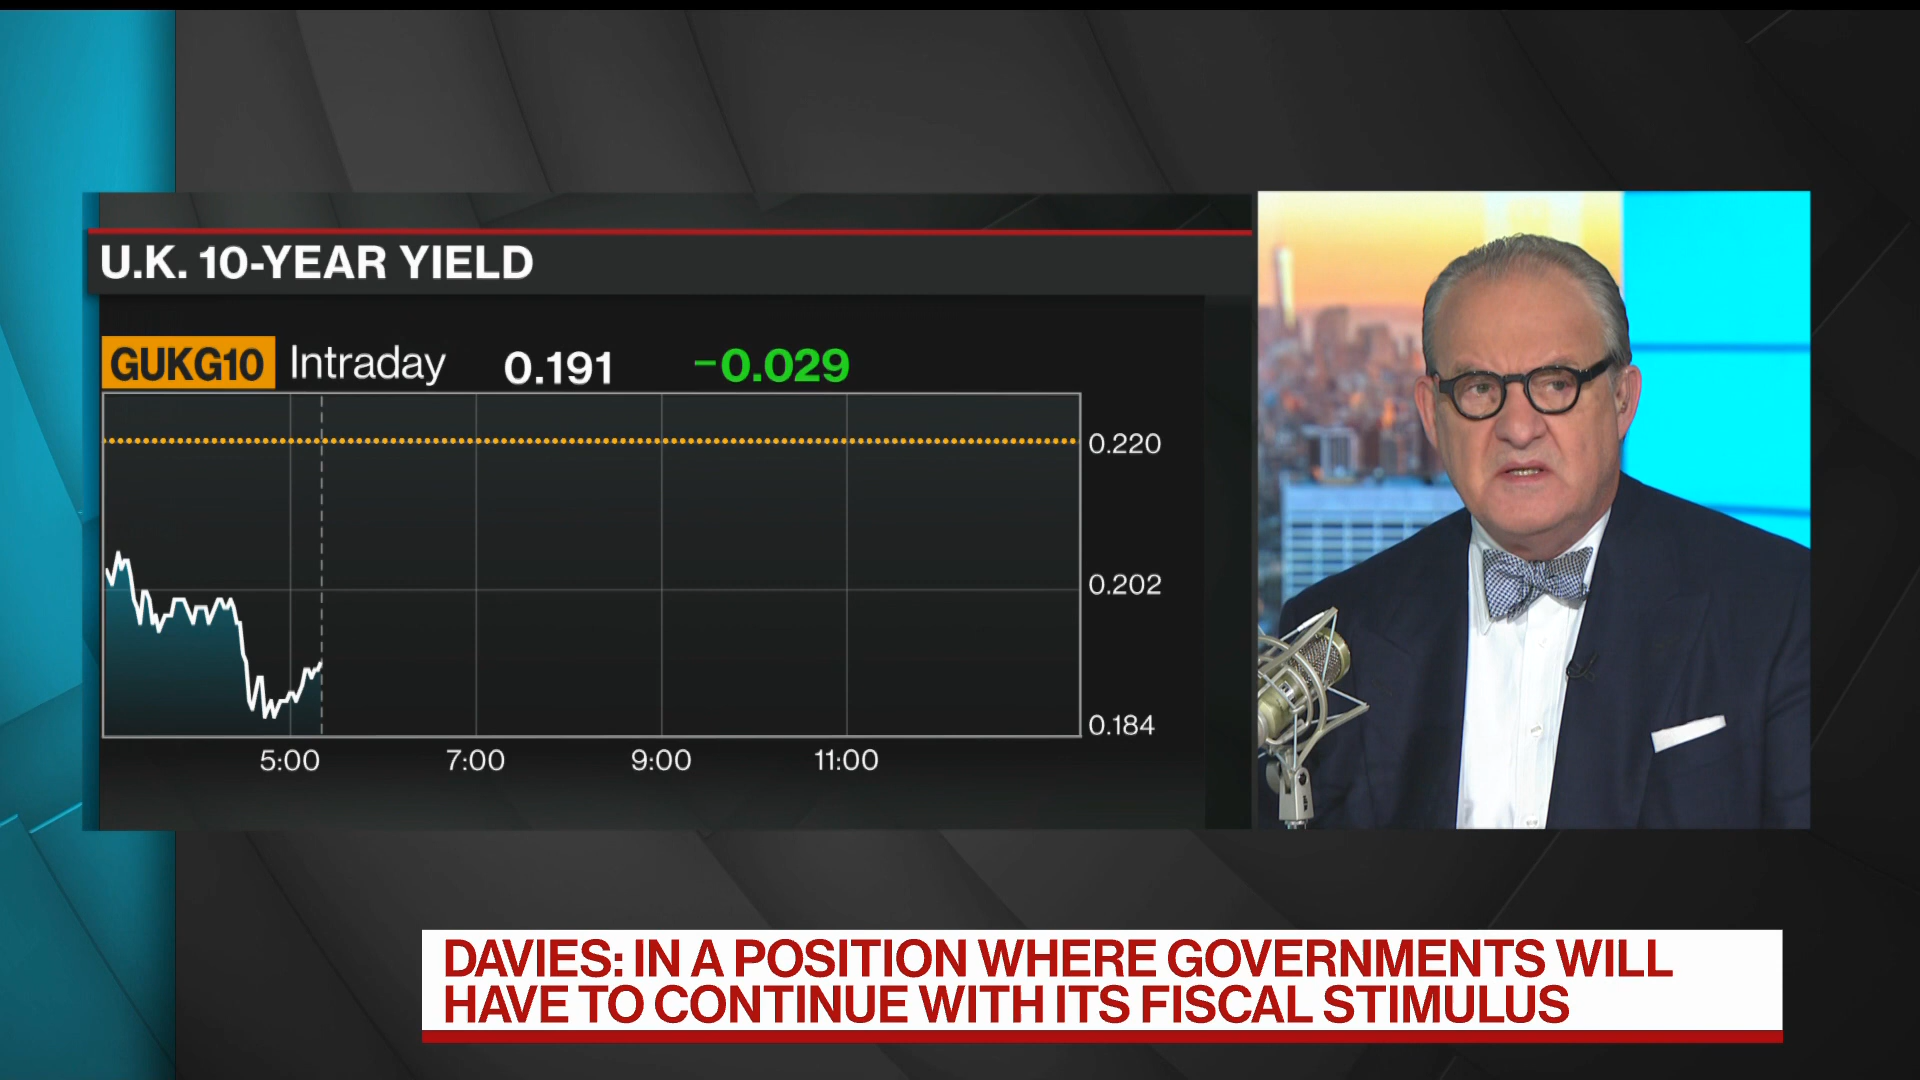 U.K. 10-YEAR YIELD
GUKG10 Intraday 0.191 −0.029
0.220
0.202
0.184
5:00 7:00 9:00 11:00
DAVIES: IN A POSITION WHERE GOVERNMENTS WILL
HAVE TO CONTINUE WITH ITS FISCAL STIMULUS